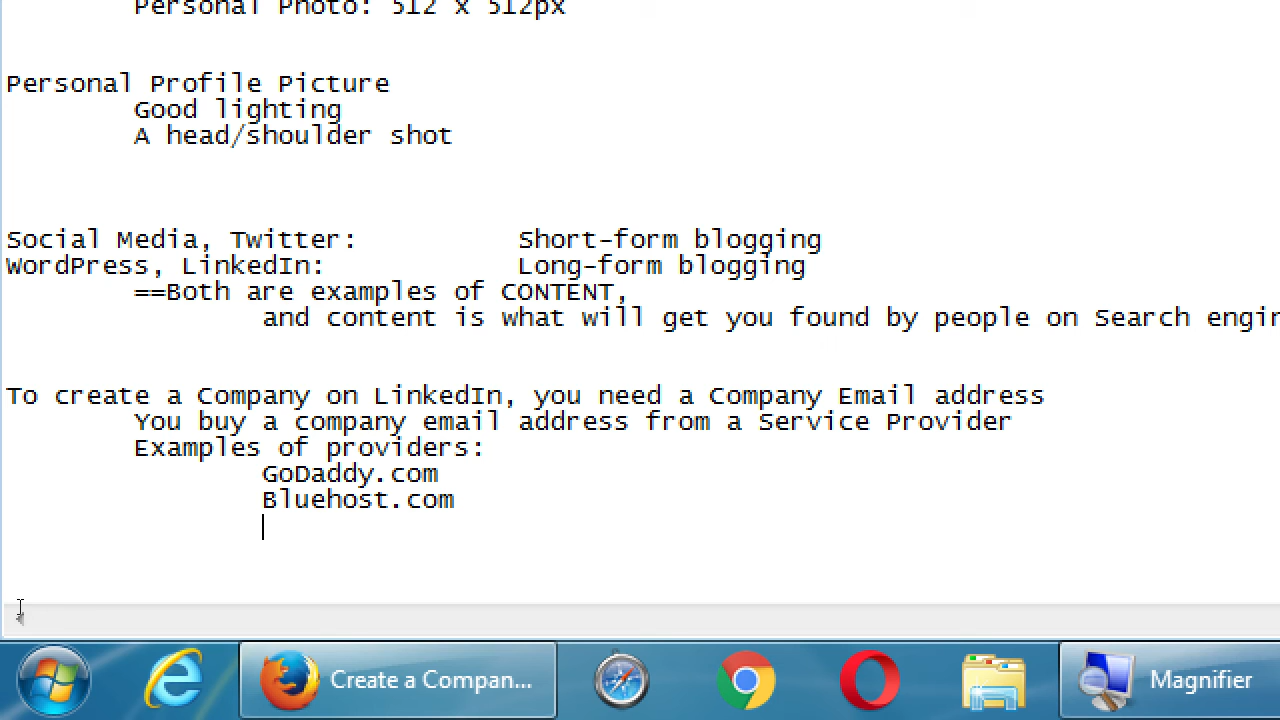 Personal Photo: 512 x 512px
Personal Profile Picture
Good lighting
A head/shoulder shot
Social Media, Twitter: Short-form blogging
WordPress, LinkedIn: Long-form blogging
==Both are examples of CONTENT,
and content is what will get you found by people on Search engin
To create a Company on LinkedIn, you need a Company Email address
You buy a company email address from a Service Provider
Examples of providers:
GoDaddy.com
Bluehost.com
Create a Compan...
Magnifier